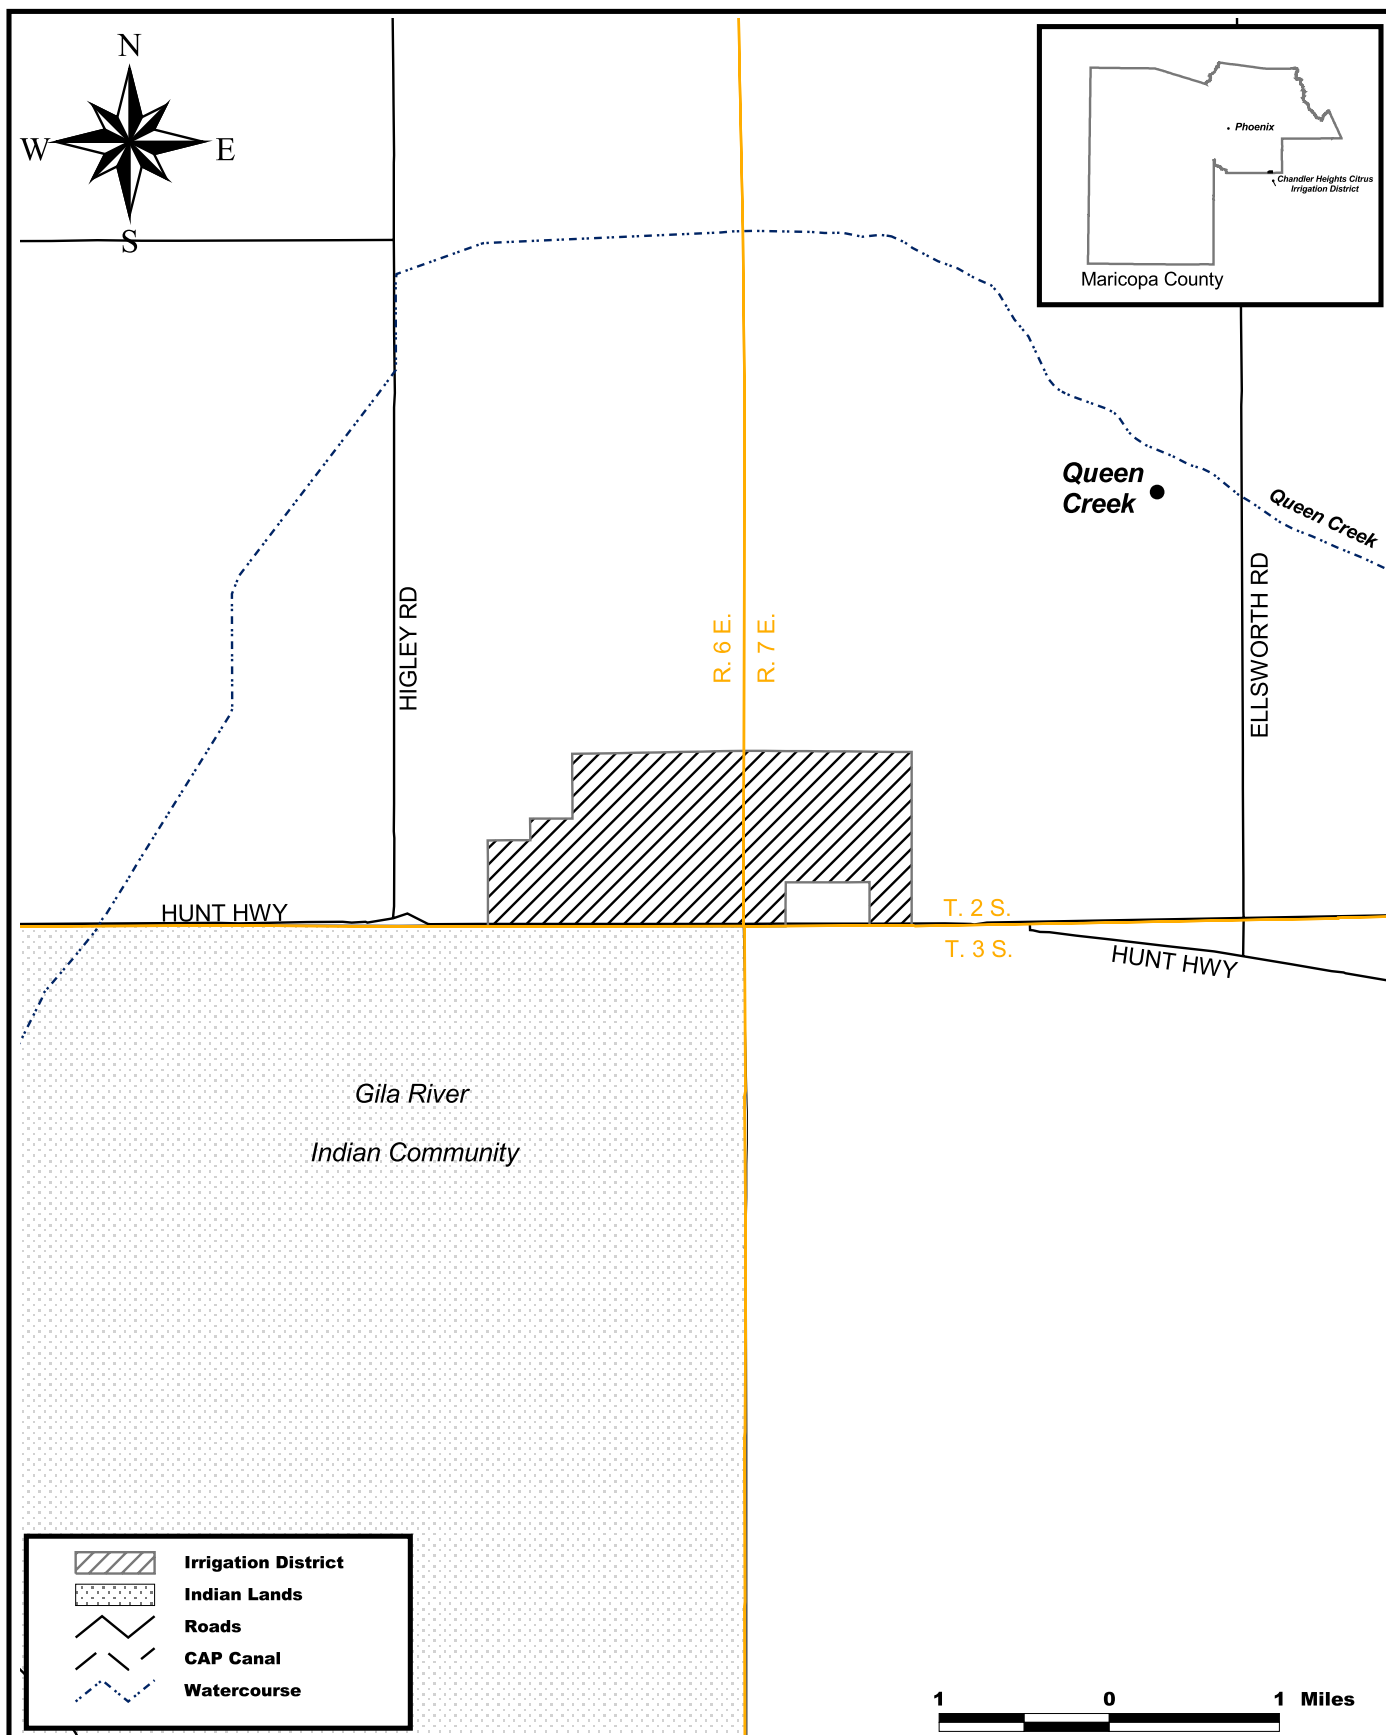 N
W
E
S
Phoenix
Chandler Heights Citrus
Irrigation District
Maricopa County
Queen
Creek
Queen Creek
HIGLEY RD
R. 6 E.
R. 7 E.
ELLSWORTH RD
HUNT HWY
T. 2 S.
T. 3 S.
HUNT HWY
Gila River
Indian Community
Irrigation District
Indian Lands
Roads
CAP Canal
Watercourse
1 0 1 Miles